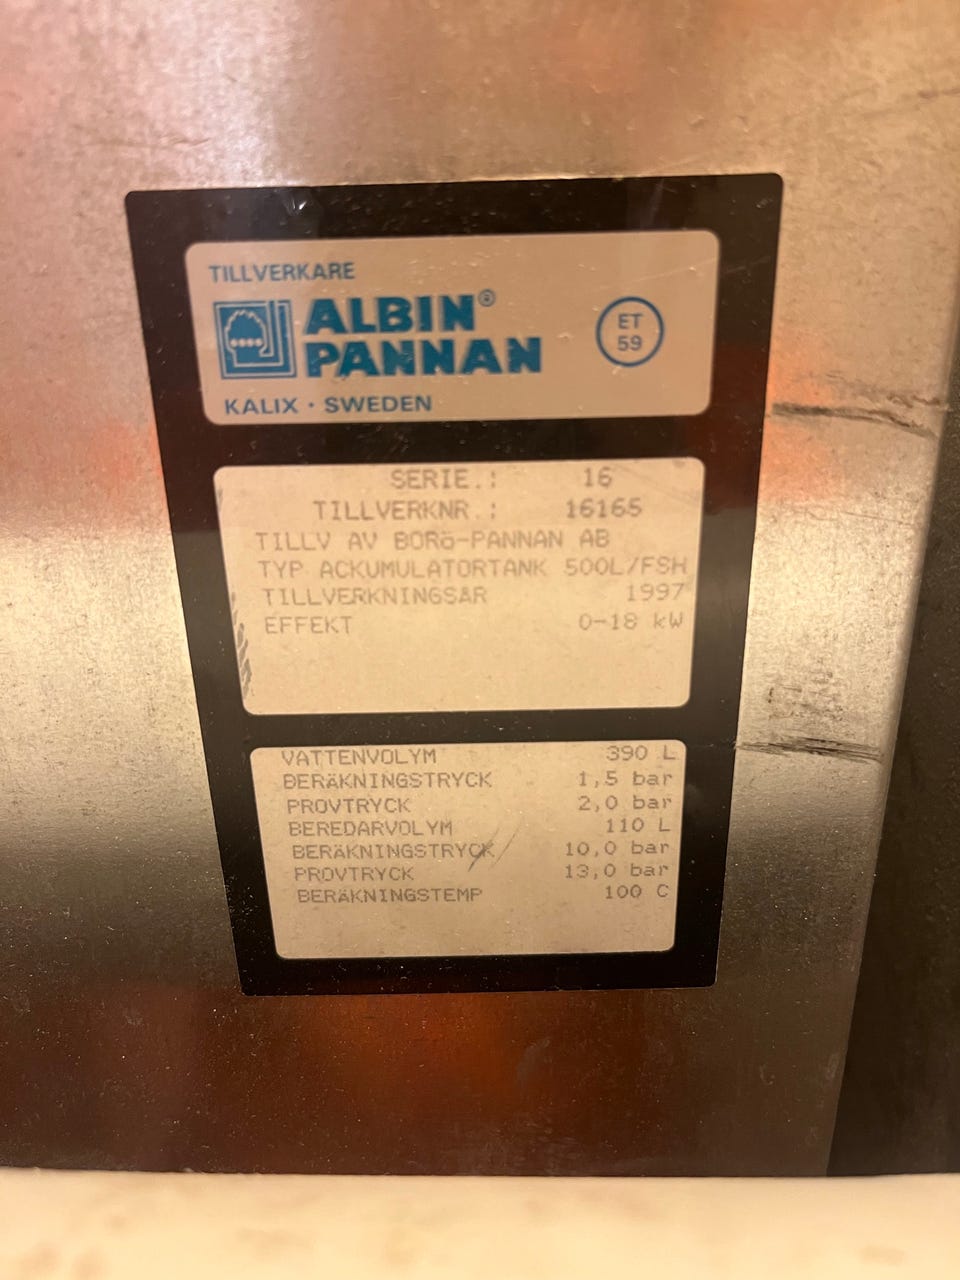 TILLVERKARE
ALBIN®
PANNAN
ET
59
KALIX · SWEDEN
SERIE.: 16
TILLVERKNR.: 16165
TILLV AV BORÖ-PANNAN AB
TYP ACKUMULATORTANK 500L/FSH
TILLVERKNINGSÅR 1997
EFFEKT 0-18 kW
VATTENVOLYM 390 L
BERÄKNINGSTRYCK 1,5 bar
PROVTRYCK 2,0 bar
BEREDARVOLYM 110 L
BERÄKNINGSTRYCK 10,0 bar
PROVTRYCK 13,0 bar
BERÄKNINGSTEMP 100 C